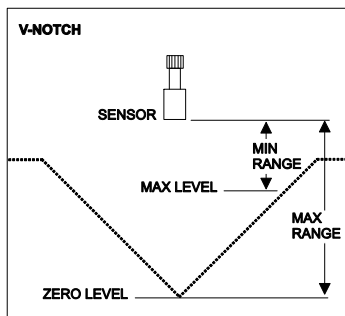 V-NOTCH
SENSOR
MIN
RANGE
MAX LEVEL
MAX
RANGE
ZERO LEVEL